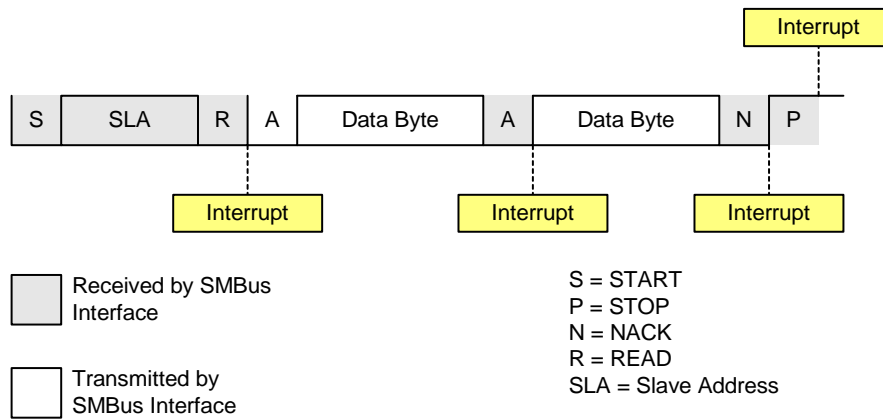 Interrupt
S SLA R A Data Byte A Data Byte N P
Interrupt Interrupt Interrupt
Received by SMBus
Interface
Transmitted by
SMBus Interface
S = START
P = STOP
N = NACK
R = READ
SLA = Slave Address